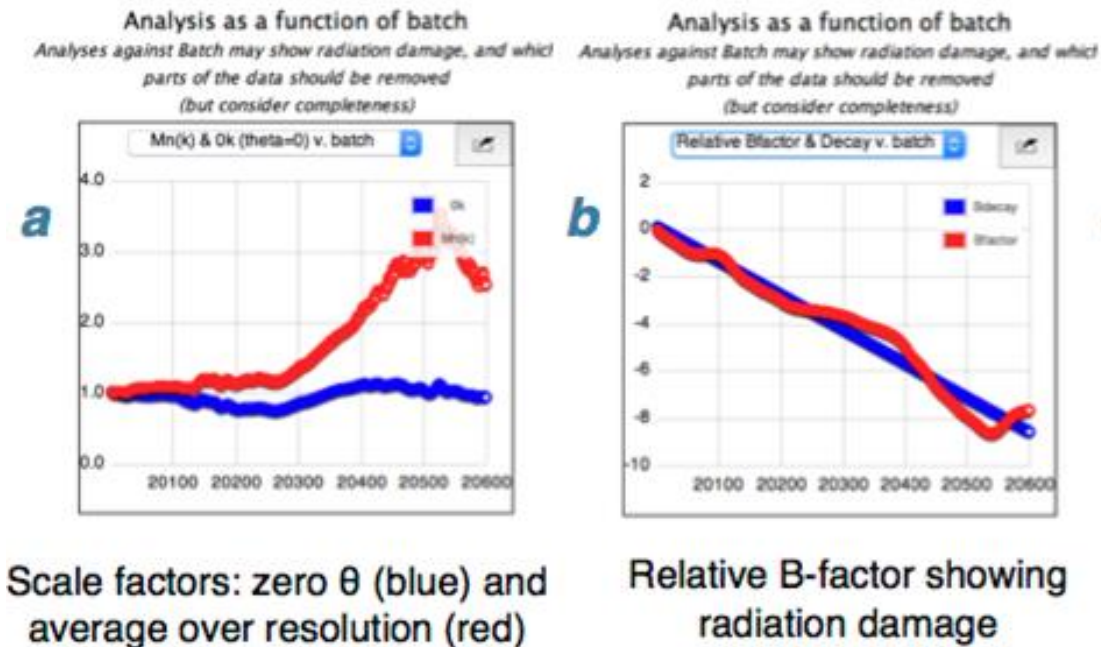 Analysis as a function of batch
Analyses against Batch may show radiation damage, and which
parts of the data should be removed
(but consider completeness)
Mn(k) & 0k (theta=0) v. batch
a
4.0
3.0
2.0
1.0
0.0
0k
Mn(k)
20100 20200 20300 20400 20500 20600
Scale factors: zero θ (blue) and
average over resolution (red)
Analysis as a function of batch
Analyses against Batch may show radiation damage, and which
parts of the data should be removed
(but consider completeness)
Relative Bfactor & Decay v. batch
b
2
0
-2
-4
-6
-8
-10
Bdecay
Bfactor
20100 20200 20300 20400 20500 20600
Relative B-factor showing
radiation damage